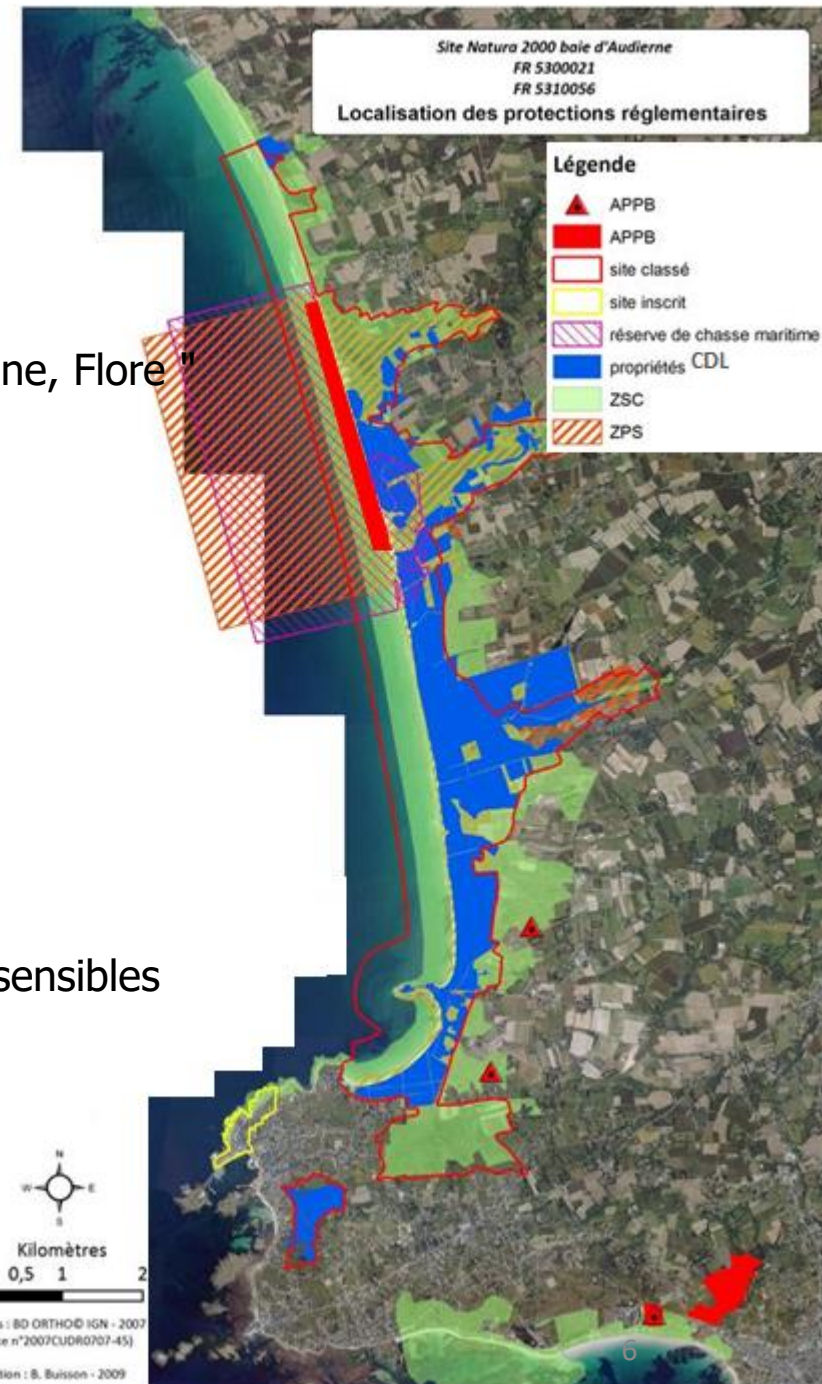 Site Natura 2000 baie d'Audierne
FR 5300021
FR 5310056
Localisation des protections réglementaires
Légende
APPB
APPB
site classé
site inscrit
réserve de chasse maritime
propriétés CDL
ZSC
ZPS
ne, Flore "
sensibles
N
W E
S
Kilomètres
0,5 1 2
s : BD ORTHO© IGN - 2007
e n°2007CUDR0707-45)
tion : B. Buisson - 2009
6